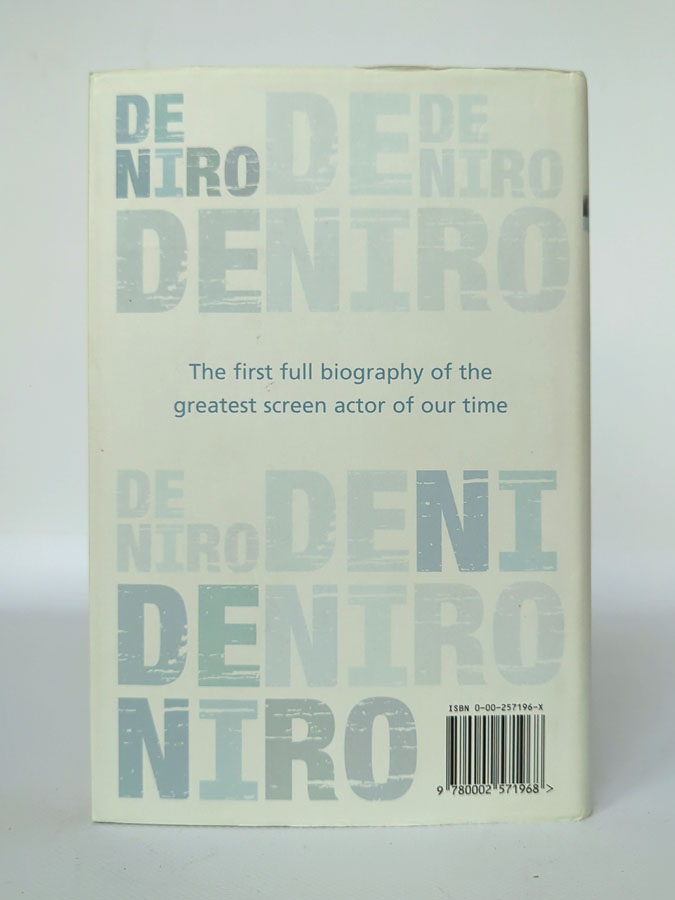 DE DE DE
NIRO NIRO
DENIRO
The first full biography of the
greatest screen actor of our time
DE DENI
NIRO
DENIRO
NIRO
ISBN 0-00-257196-X
9 780002 571968 >